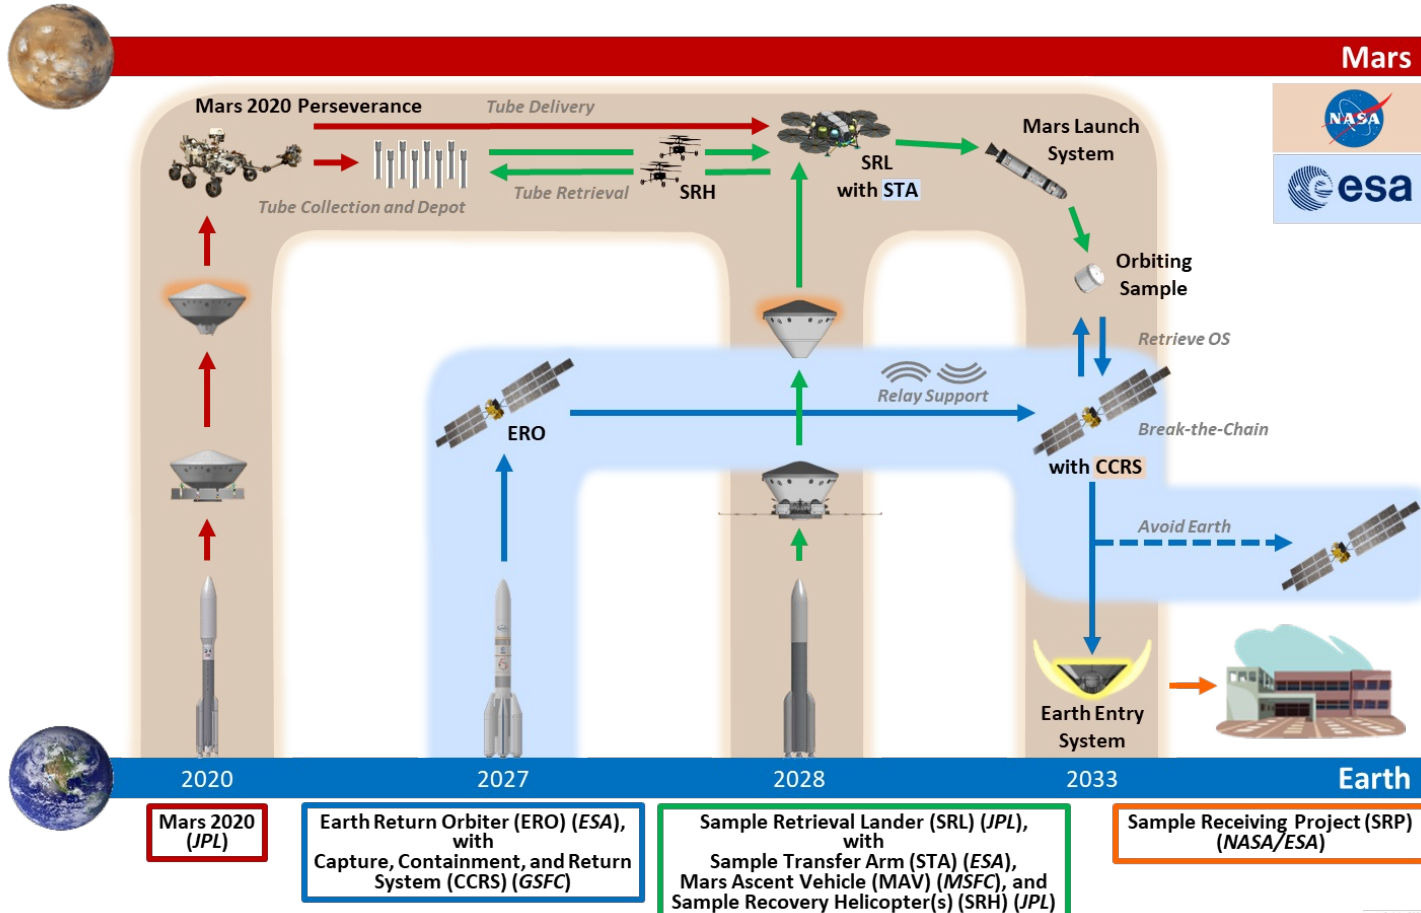 Mars
Mars 2020 Perseverance
Tube Delivery
Mars Launch
System
NASA
esa
SRL
with STA
SRH
Tube Collection and Depot
Tube Retrieval
Orbiting
Sample
Retrieve OS
Relay Support
ERO
Break-the-Chain
with CCRS
Avoid Earth
Earth Entry
System
2020
2027
2028
2033
Earth
Mars 2020
(JPL)
Earth Return Orbiter (ERO) (ESA),
with
Capture, Containment, and Return
System (CCRS) (GSFC)
Sample Retrieval Lander (SRL) (JPL),
with
Sample Transfer Arm (STA) (ESA),
Mars Ascent Vehicle (MAV) (MSFC), and
Sample Recovery Helicopter(s) (SRH) (JPL)
Sample Receiving Project (SRP)
(NASA/ESA)